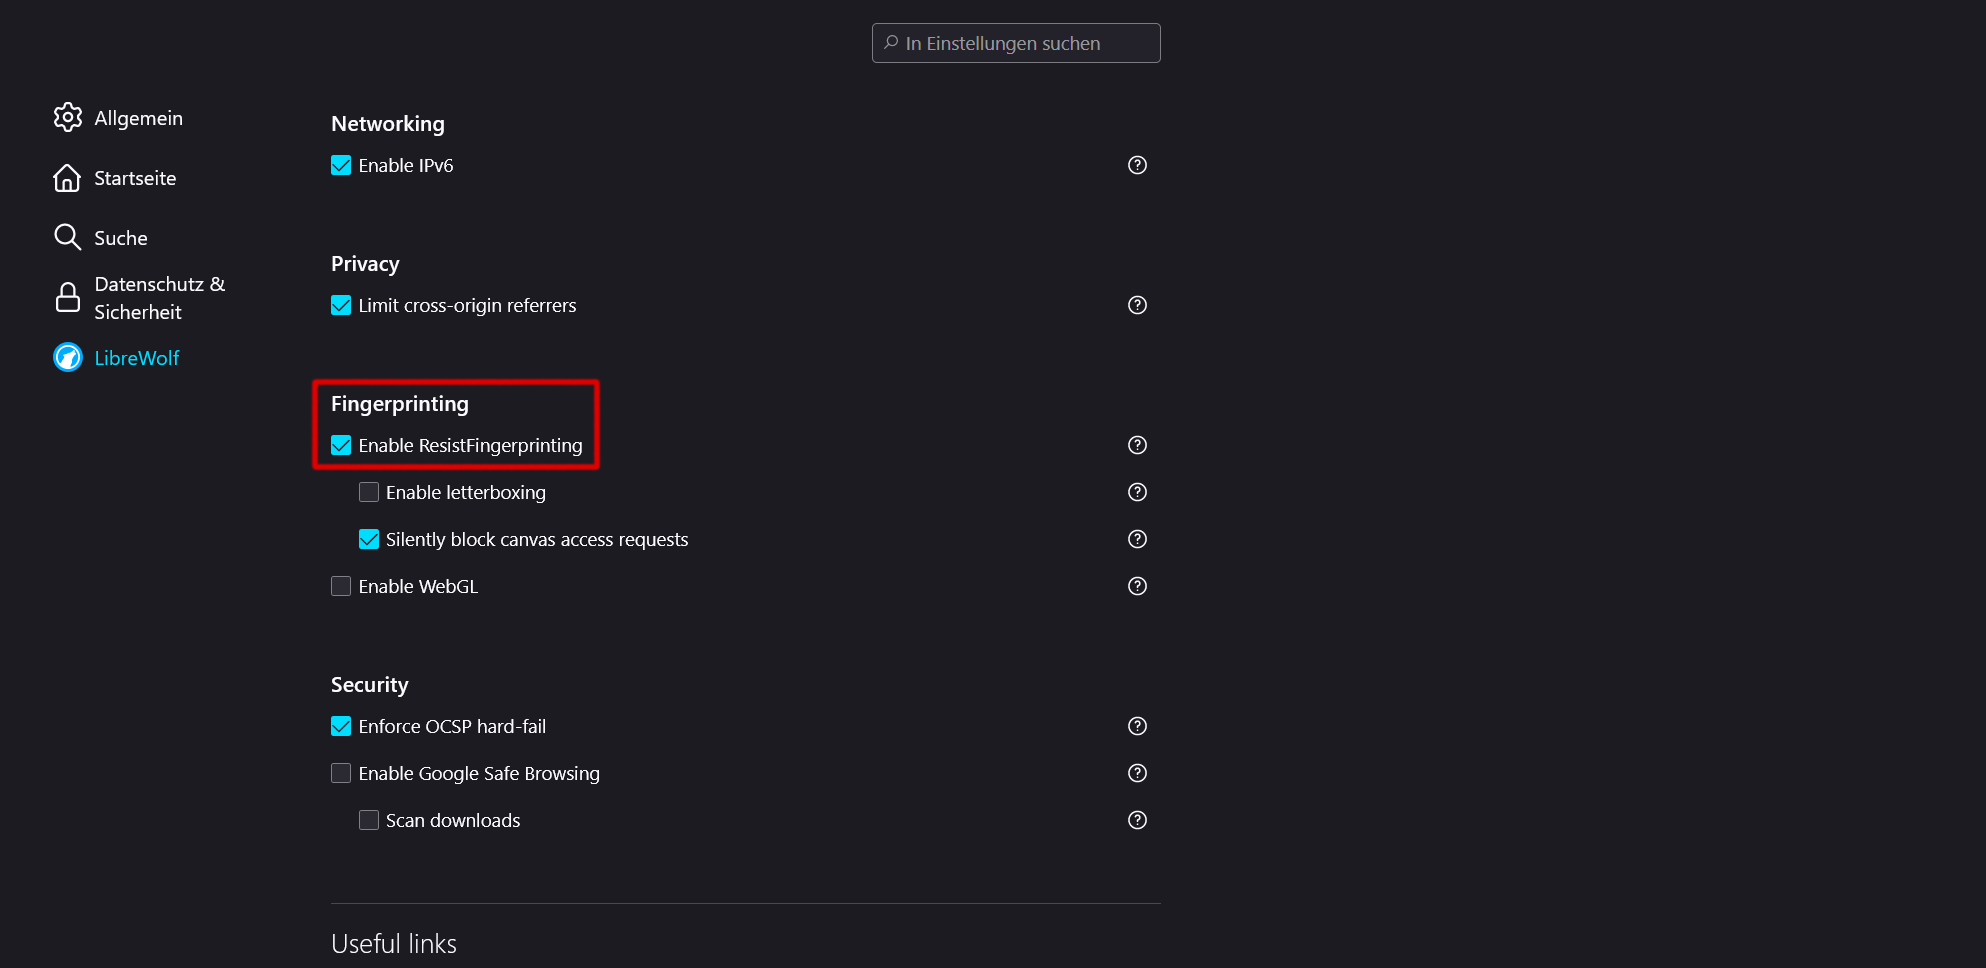 In Einstellungen suchen
Allgemein
Startseite
Suche
Datenschutz &
Sicherheit
LibreWolf
Networking
Enable IPv6
Privacy
Limit cross-origin referrers
Fingerprinting
Enable ResistFingerprinting
Enable letterboxing
Silently block canvas access requests
Enable WebGL
Security
Enforce OCSP hard-fail
Enable Google Safe Browsing
Scan downloads
Useful links